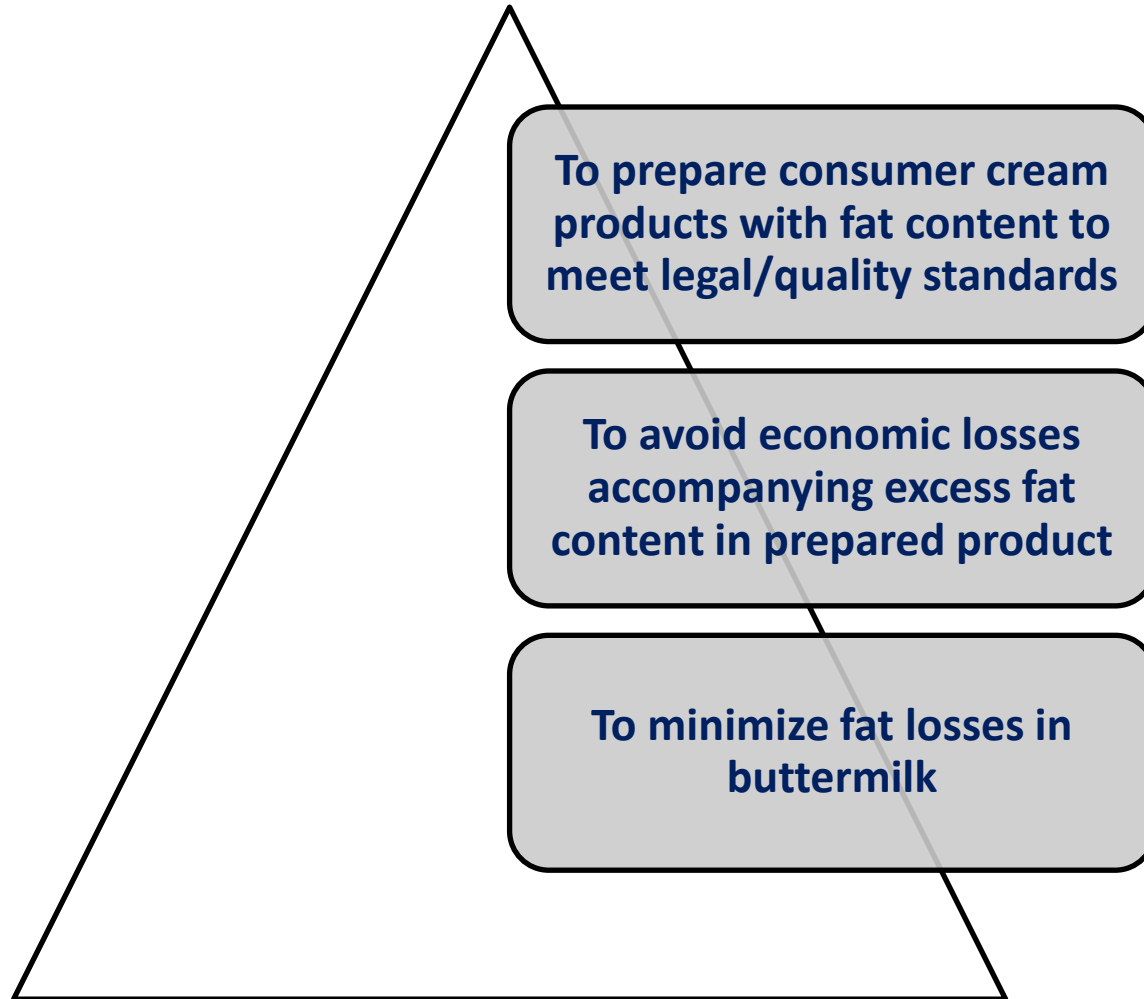 To prepare consumer cream
products with fat content to
meet legal/quality standards
To avoid economic losses
accompanying excess fat
content in prepared product
To minimize fat losses in
buttermilk